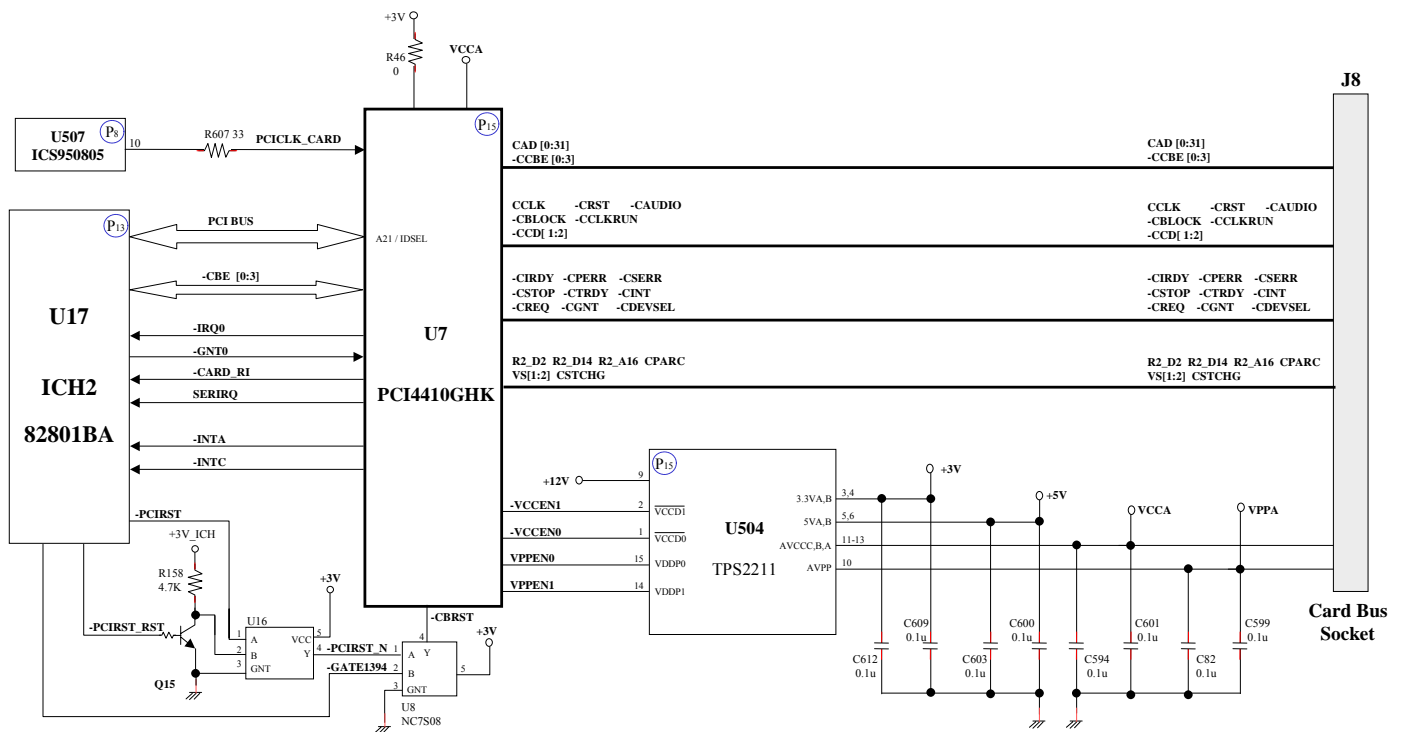 +3V
R46
0
VCCA
J8
U507
ICS950805
P8
10
R607 33
PCICLK_CARD
P15
CAD [0:31]
-CCBE [0:3]
CAD [0:31]
-CCBE [0:3]
P13
PCI BUS
A21 / IDSEL
CCLK -CRST -CAUDIO
-CBLOCK -CCLKRUN
-CCD[ 1:2]
CCLK -CRST -CAUDIO
-CBLOCK -CCLKRUN
-CCD[ 1:2]
-CBE [0:3]
-CIRDY -CPERR -CSERR
-CSTOP -CTRDY -CINT
-CREQ -CGNT -CDEVSEL
-CIRDY -CPERR -CSERR
-CSTOP -CTRDY -CINT
-CREQ -CGNT -CDEVSEL
U17
ICH2
82801BA
-IRQ0
-GNT0
-CARD_RI
SERIRQ
-INTA
-INTC
U7
PCI4410GHK
R2_D2 R2_D14 R2_A16 CPARC
VS[1:2] CSTCHG
R2_D2 R2_D14 R2_A16 CPARC
VS[1:2] CSTCHG
P15
+12V
9
-VCCEN1
2
VCCD1
-VCCEN0
1
VCCD0
VPPEN0
15
VDDP0
VPPEN1
14
VDDP1
U504
TPS2211
3.3VA,B
3,4
5VA,B
5,6
AVCCC,B,A
11-13
AVPP
10
+3V
+5V
VCCA
VPPA
Card Bus
Socket
-PCIRST
+3V_ICH
R158
4.7K
-PCIRST_RST
Q15
U16
1
A
2
B
3
GNT
VCC
5
Y
4
+3V
-PCIRST_N
-GATE1394
-CBRST
4
1
A
Y
2
B
3
GNT
5
+3V
U8
NC7S08
C612
0.1u
C609
0.1u
C603
0.1u
C600
0.1u
C594
0.1u
C601
0.1u
C82
0.1u
C599
0.1u